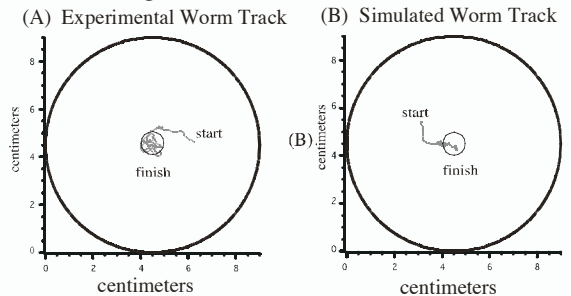 (A) Experimental Worm Track
(B) Simulated Worm Track
8
6
4
2
0
centimeters
start
finish
0 2 4 6 8
centimeters
(B)
8
6
4
2
0
centimeters
start
finish
0 2 4 6 8
centimeters